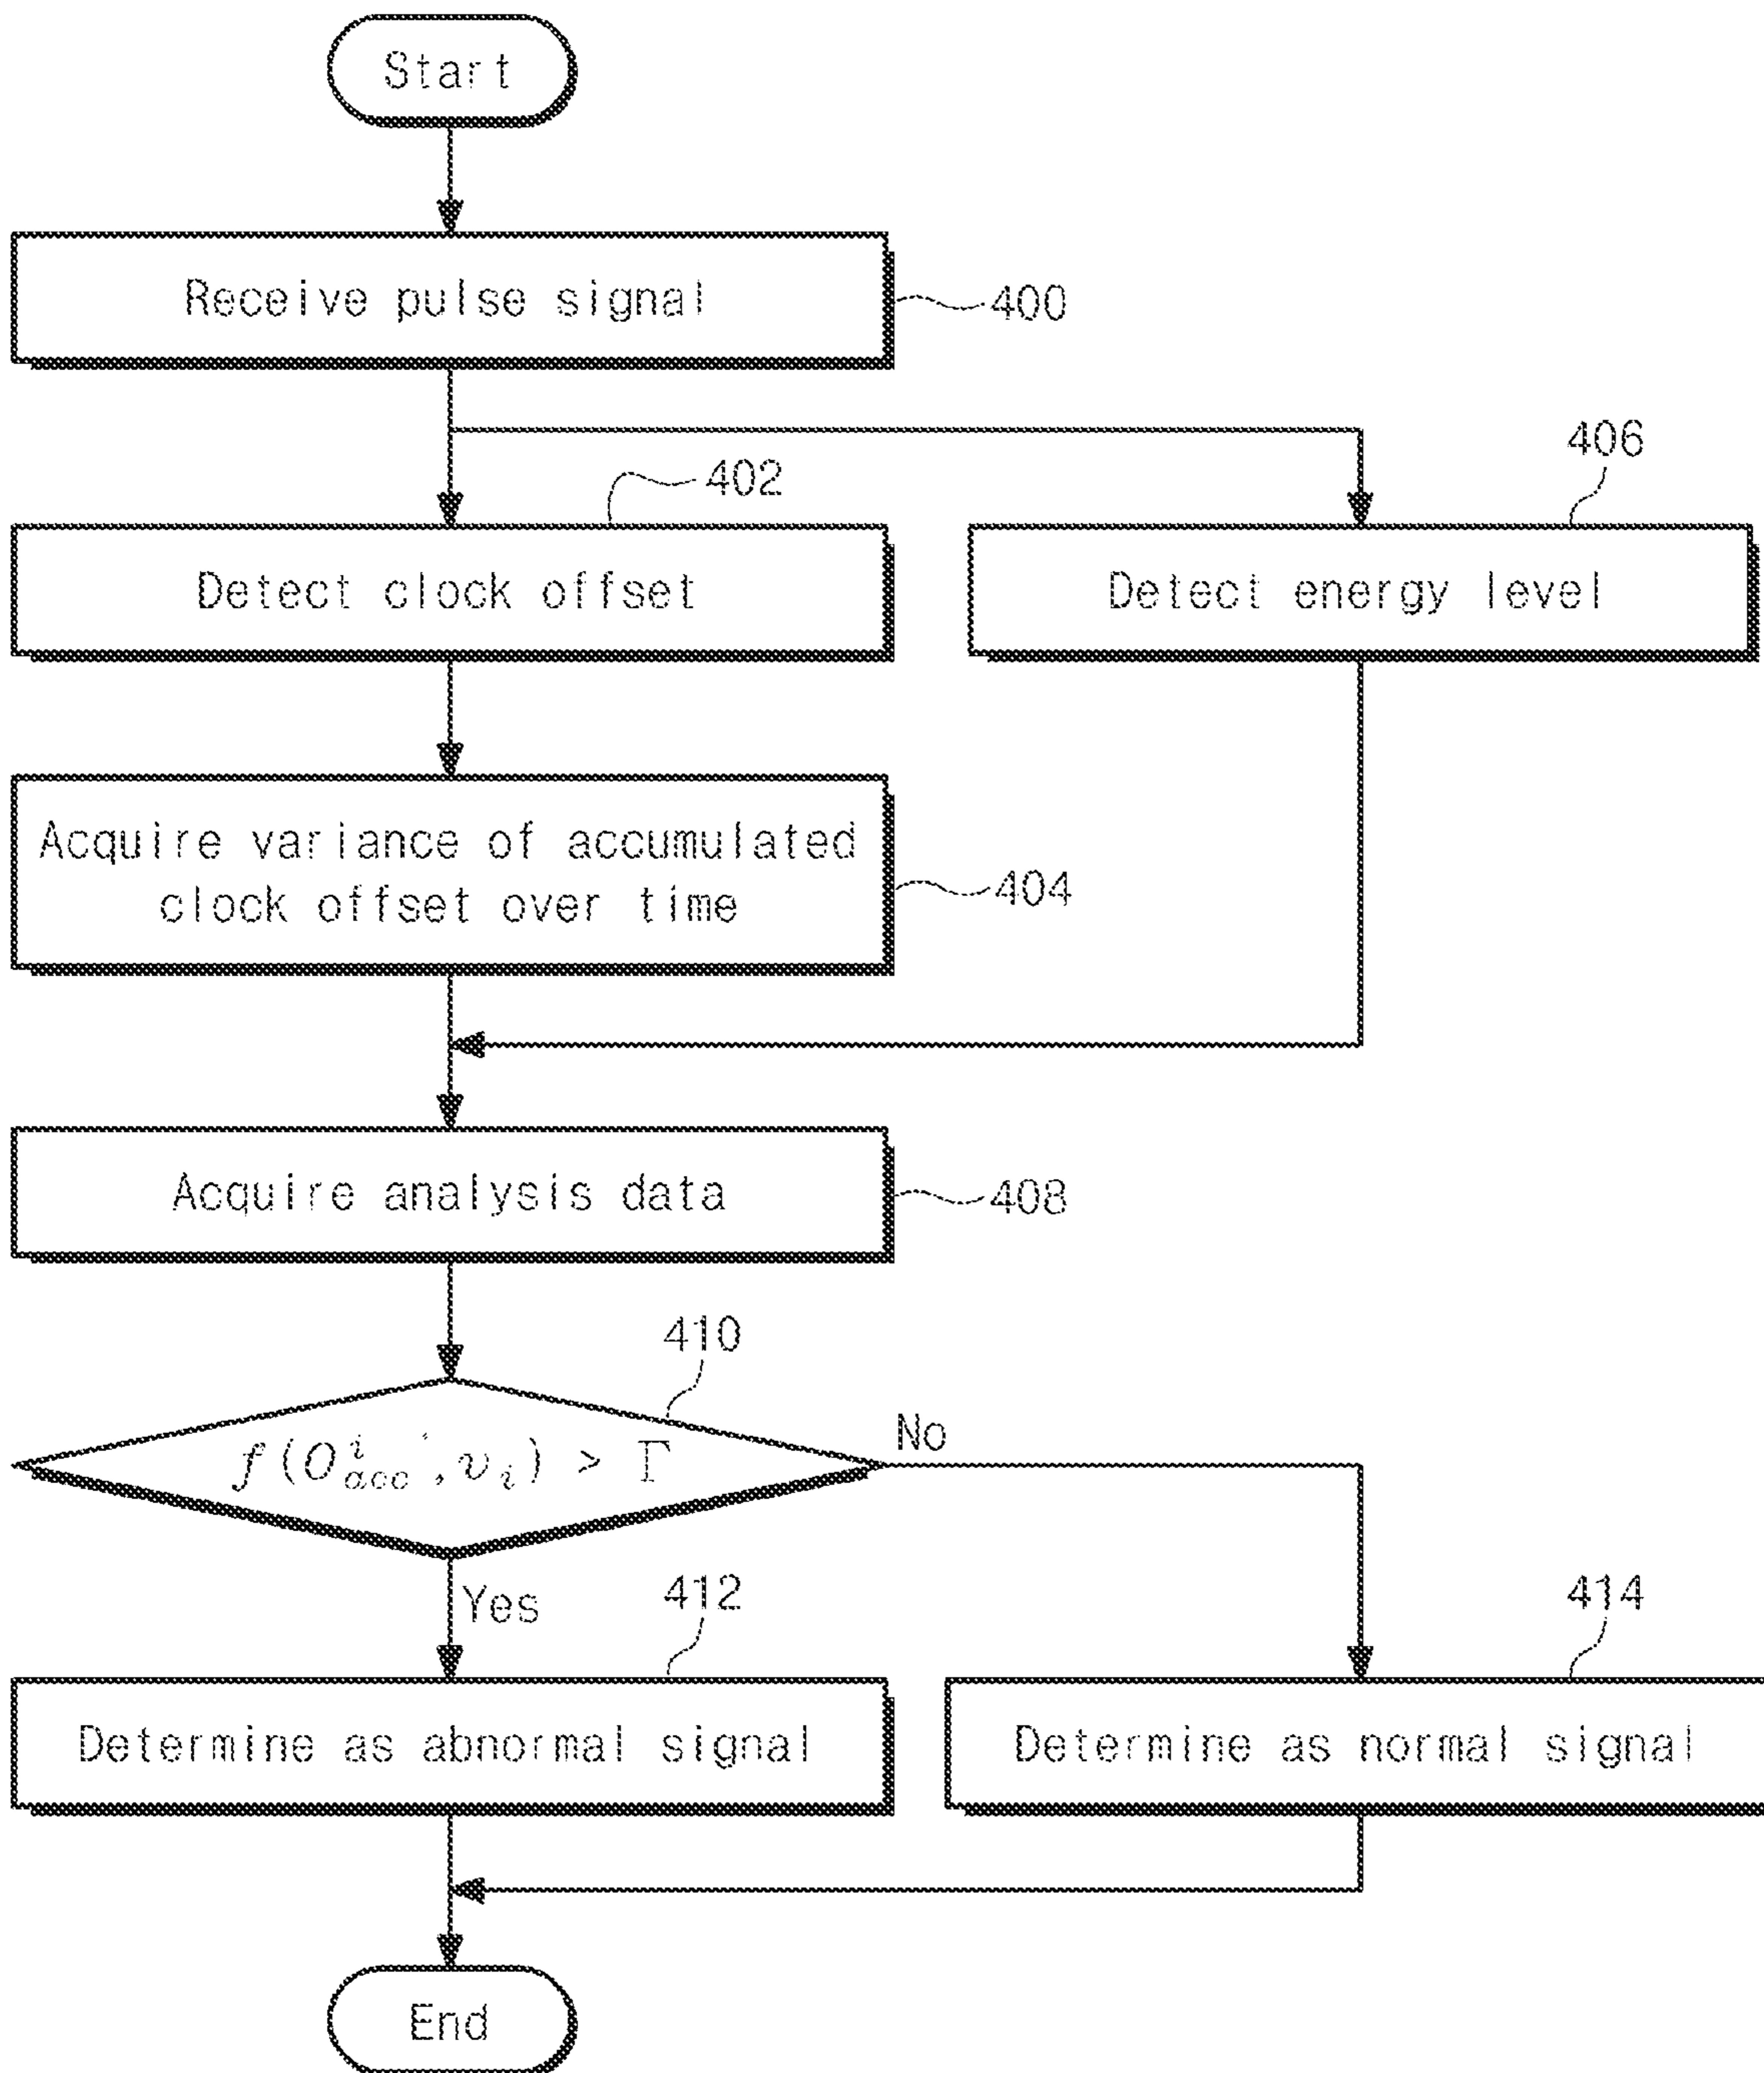 Start
Receive pulse signal
400
406
402
Detect clock offset
Detect energy level
Acquire variance of accumulated
clock offset over time
404
Acquire analysis data
408
410
f(O^i_acc', v_i) > Γ
No
Yes
412
414
Determine as abnormal signal
Determine as normal signal
End